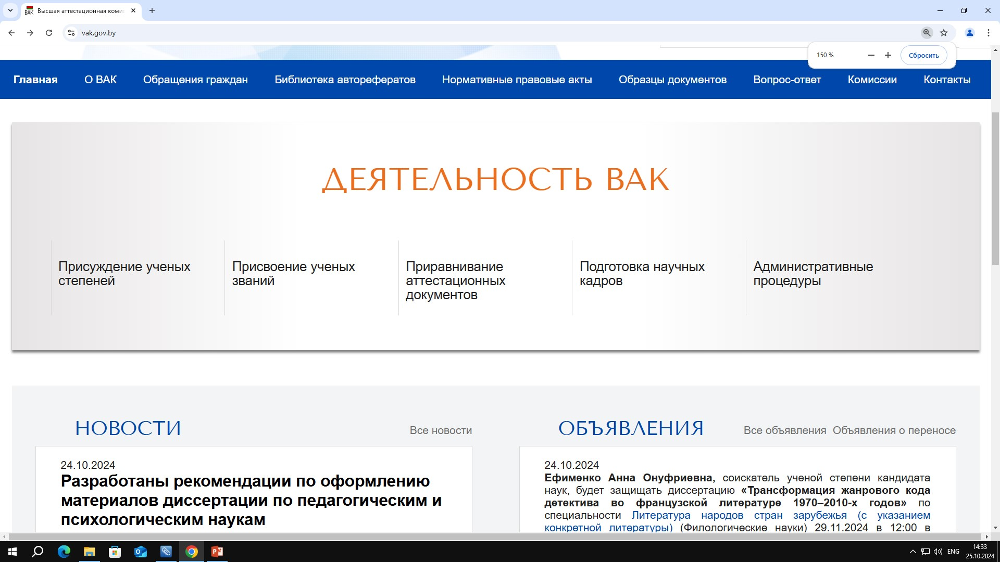 ВАК Высшая аттестационная коми
vak.gov.by
150 %
Сбросить
Главная О ВАК Обращения граждан Библиотека авторефератов Нормативные правовые акты Образцы документов Вопрос-ответ Комиссии Контакты
ДЕЯТЕЛЬНОСТЬ ВАК
Присуждение ученых
степеней
Присвоение ученых
званий
Приравнивание
аттестационных
документов
Подготовка научных
кадров
Административные
процедуры
НОВОСТИ
Все новости
24.10.2024
Разработаны рекомендации по оформлению
материалов диссертации по педагогическим и
психологическим наукам
ОБЪЯВЛЕНИЯ
Все объявления Объявления о переносе
24.10.2024
Ефименко Анна Онуфриевна, соискатель ученой степени кандидата
наук, будет защищать диссертацию «Трансформация жанрового кода
детектива во французской литературе 1970–2010-х годов» по
специальности Литература народов стран зарубежья (с указанием
конкретной литературы) (Филологические науки) 29.11.2024 в 12:00 в
ENG
14:33
25.10.2024